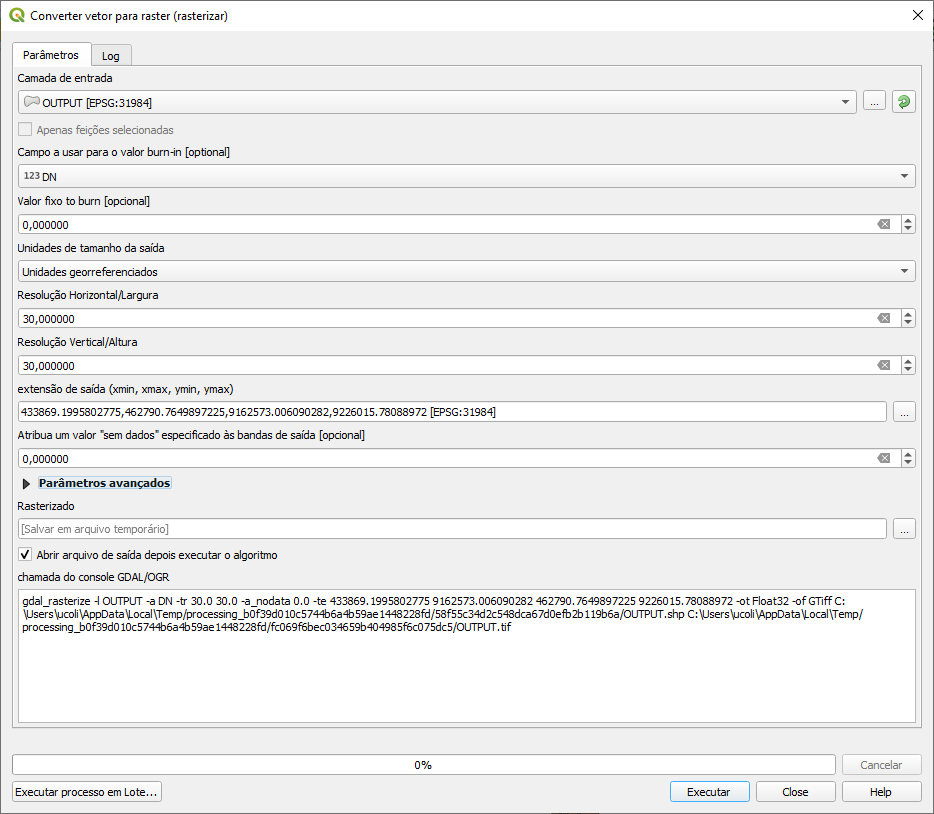 Converter vetor para raster (rasterizar)
Parâmetros
Log
Camada de entrada
OUTPUT [EPSG:31984]
...
Apenas feições selecionadas
Campo a usar para o valor burn-in [optional]
123 DN
Valor fixo to burn [opcional]
0,000000
Unidades de tamanho da saída
Unidades georreferenciados
Resolução Horizontal/Largura
30,000000
Resolução Vertical/Altura
30,000000
extensão de saída (xmin, xmax, ymin, ymax)
433869.1995802775,462790.7649897225,9162573.006090282,9226015.78088972 [EPSG:31984]
...
Atribua um valor "sem dados" especificado às bandas de saída [opcional]
0,000000
Parâmetros avançados
Rasterizado
[Salvar em arquivo temporário]
...
Abrir arquivo de saída depois executar o algoritmo
chamada do console GDAL/OGR
gdal_rasterize -l OUTPUT -a DN -tr 30.0 30.0 -a_nodata 0.0 -te 433869.1995802775 9162573.006090282 462790.7649897225 9226015.78088972 -ot Float32 -of GTiff C:
\Users\ucoli\AppData\Local\Temp/processing_b0f39d010c5744b6a4b59ae1448228fd/58f55c34d2c548dca67d0efb2b119b6a/OUTPUT.shp C:\Users\ucoli\AppData\Local\Temp/
processing_b0f39d010c5744b6a4b59ae1448228fd/fc069f6bec034659b404985f6c075dc5/OUTPUT.tif
0%
Cancelar
Executar processo em Lote...
Executar
Close
Help